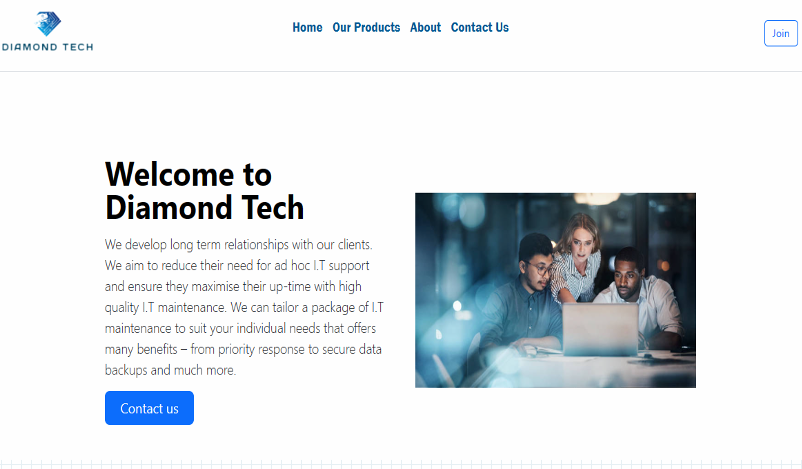 DIAMOND TECH
Home Our Products About Contact Us
Join
Welcome to
Diamond Tech
We develop long term relationships with our clients.
We aim to reduce their need for ad hoc I.T support
and ensure they maximise their up-time with high
quality I.T maintenance. We can tailor a package of I.T
maintenance to suit your individual needs that offers
many benefits – from priority response to secure data
backups and much more.
Contact us